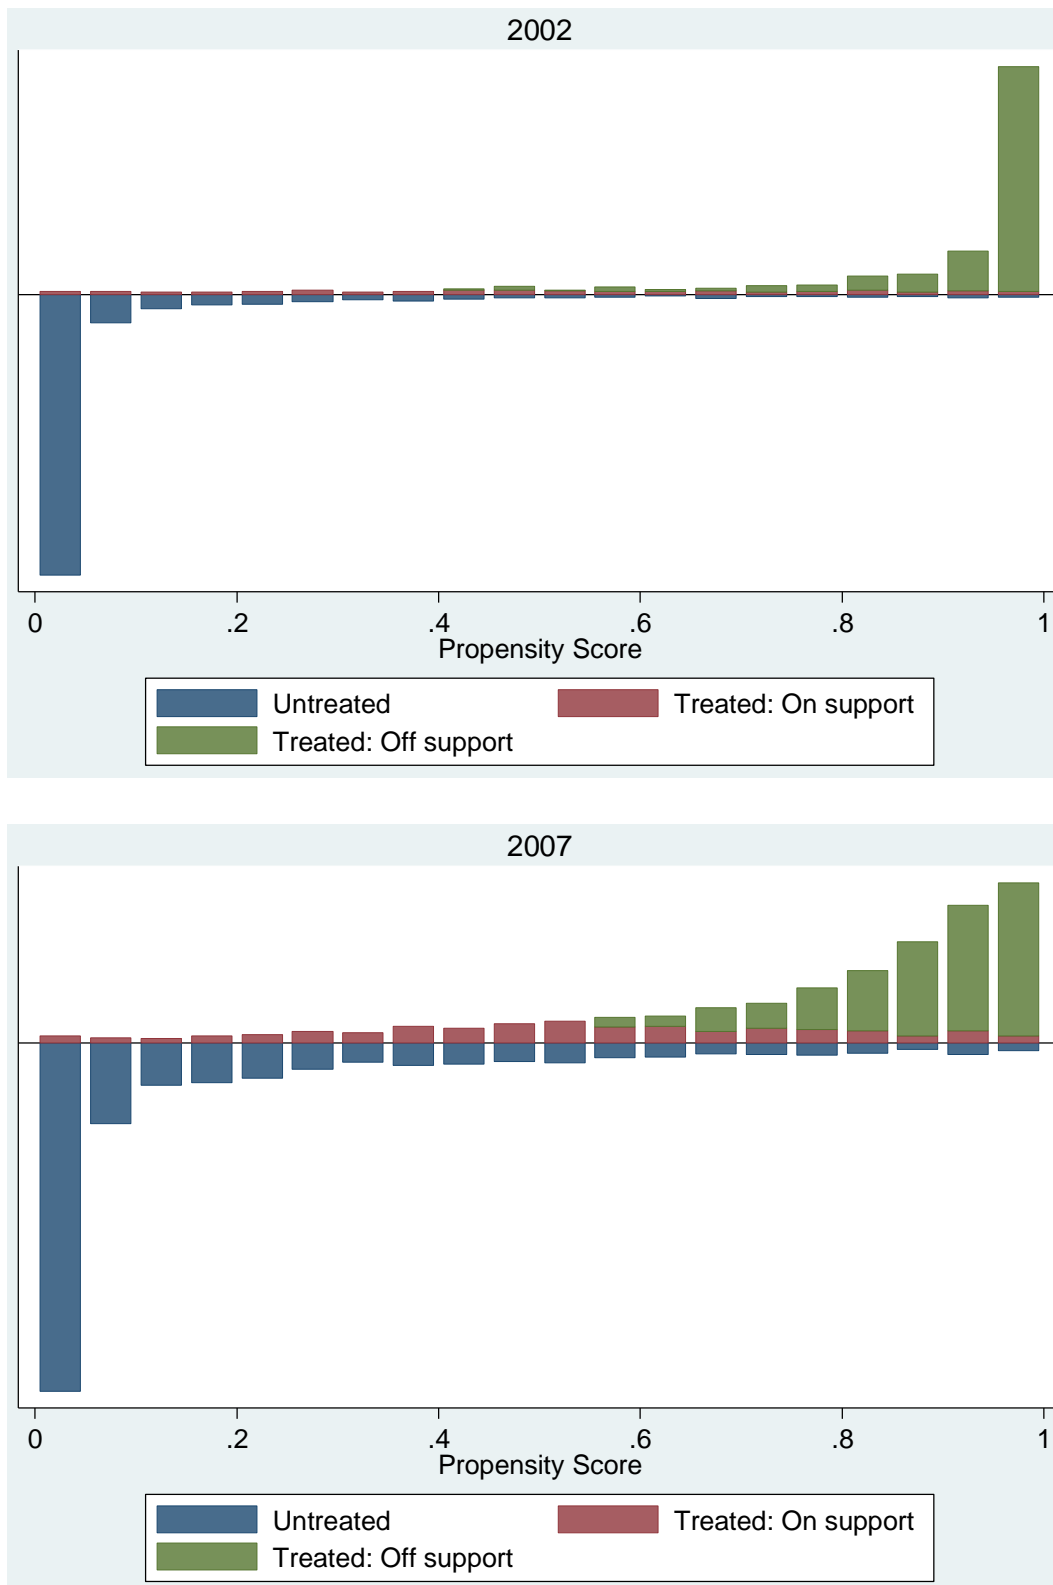 2002
0 .2 .4 .6 .8 1
Propensity Score
Untreated Treated: On support
Treated: Off support
2007
0 .2 .4 .6 .8 1
Propensity Score
Untreated Treated: On support
Treated: Off support